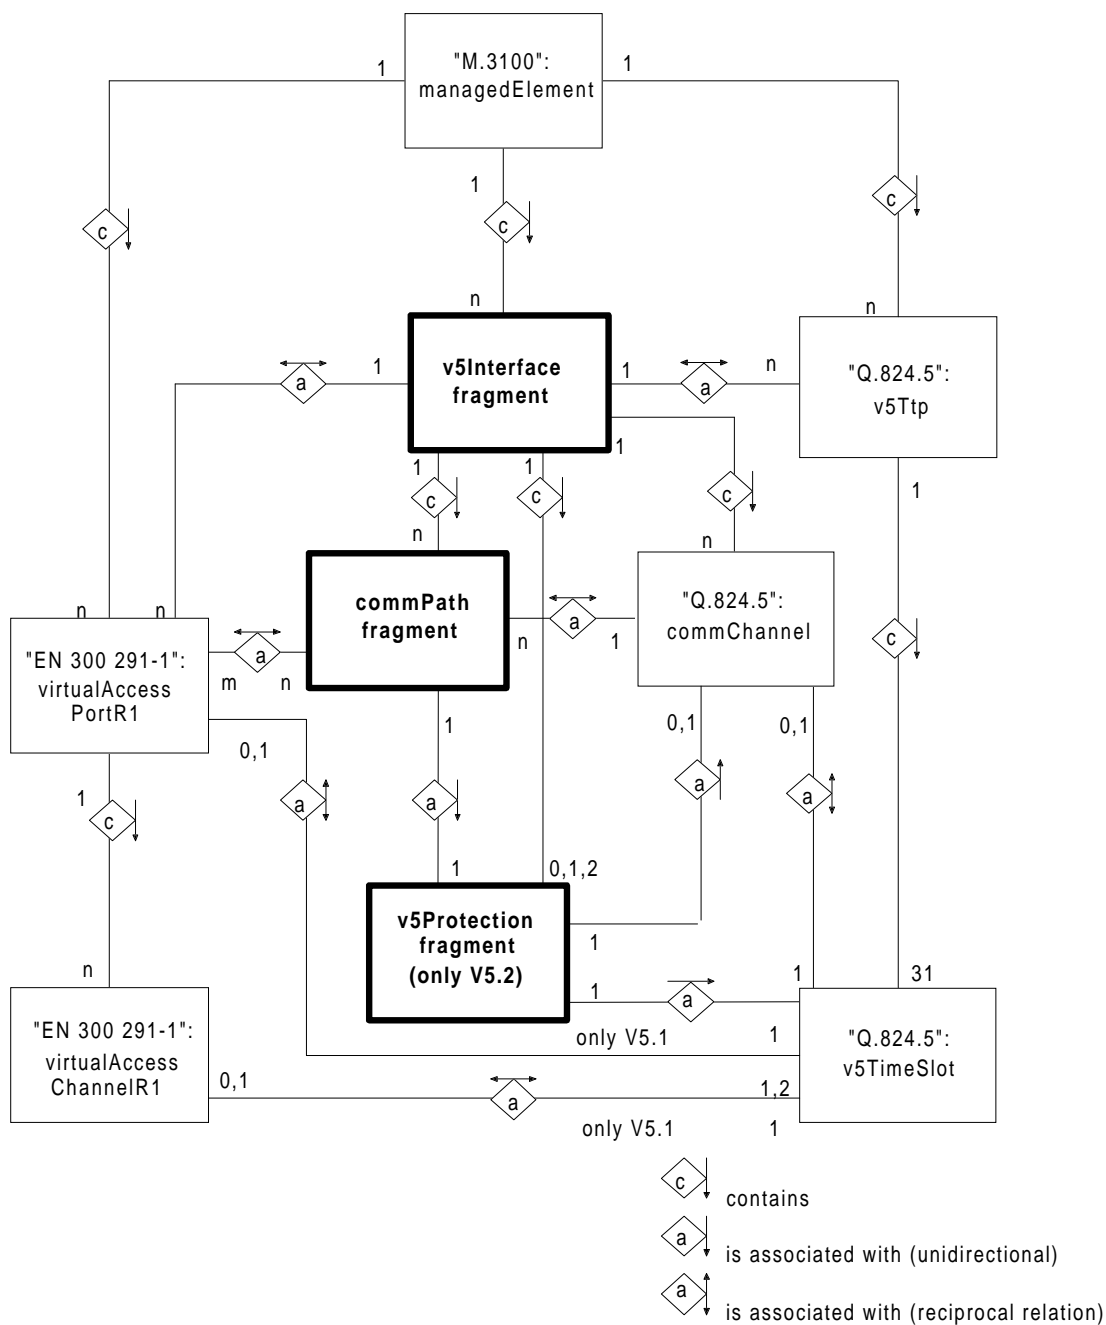 "M.3100":
managedElement
1
1
1
c
c
c
n
n
v5Interface
fragment
"Q.824.5":
v5Ttp
a
1
1
a
n
1
1
1
1
c
c
c
n
n
commPath
fragment
"Q.824.5":
commChannel
n
n
a
n
1
c
"EN 300 291-1":
virtualAccess
PortR1
a
m
n
0,1
1
0,1
0,1
1
c
a
a
a
a
1
0,1,2
v5Protection
fragment
(only V5.2)
1
n
1
31
1
a
"EN 300 291-1":
virtualAccess
ChannelR1
only V5.1
1
"Q.824.5":
v5TimeSlot
0,1
a
1,2
only V5.1
1
c
contains
a
is associated with (unidirectional)
a
is associated with (reciprocal relation)